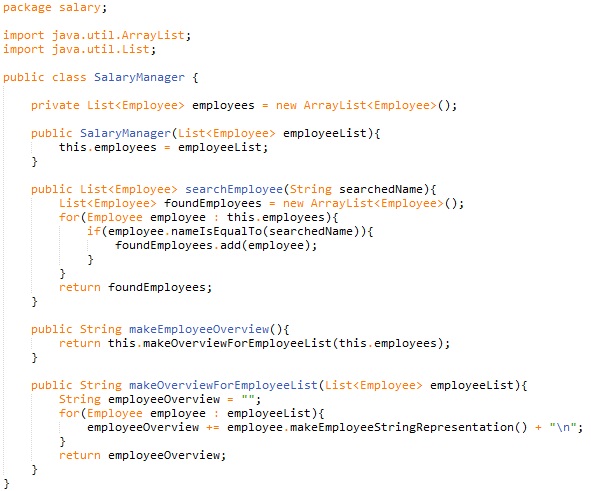 package salary;

import java.util.ArrayList;
import java.util.List;

public class SalaryManager {

    private List<Employee> employees = new ArrayList<Employee>();

    public SalaryManager(List<Employee> employeeList){
        this.employees = employeeList;
    }

    public List<Employee> searchEmployee(String searchedName){
        List<Employee> foundEmployees = new ArrayList<Employee>();
        for(Employee employee : this.employees){
            if(employee.nameIsEqualTo(searchedName)){
                foundEmployees.add(employee);
            }
        }
        return foundEmployees;
    }

    public String makeEmployeeOverview(){
        return this.makeOverviewForEmployeeList(this.employees);
    }

    public String makeOverviewForEmployeeList(List<Employee> employeeList){
        String employeeOverview = "";
        for(Employee employee : employeeList){
            employeeOverview += employee.makeEmployeeStringRepresentation() + "\n";
        }
        return employeeOverview;
    }
}